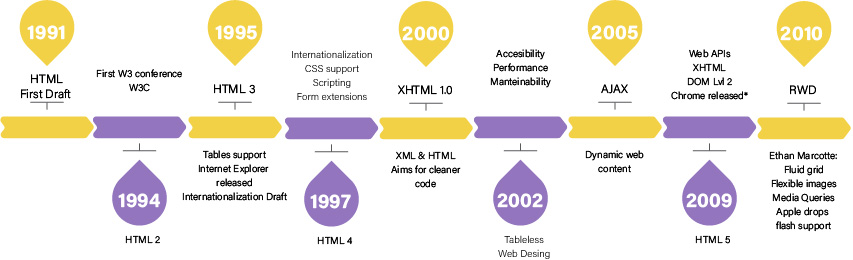 1991
HTML
First Draft
First W3 conference
W3C
1994
HTML 2
1995
HTML 3
Tables support
Internet Explorer
released
Internationalization Draft
Internationalization
CSS support
Scripting
Form extensions
1997
HTML 4
2000
XHTML 1.0
XML & HTML
Aims for cleaner
code
Accesibility
Performance
Manteinability
2002
Tableless
Web Desing
2005
AJAX
Dynamic web
content
Web APIs
XHTML
DOM Lvl 2
Chrome released*
2009
HTML 5
2010
RWD
Ethan Marcotte:
Fluid grid
Flexible images
Media Queries
Apple drops
flash support